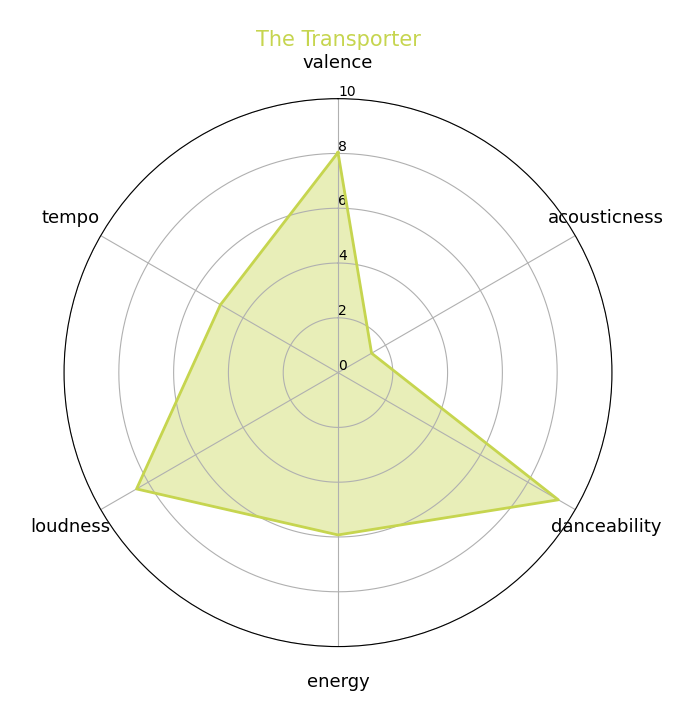 The Transporter
valence
10
8
6
4
2
0
tempo
acousticness
loudness
danceability
energy